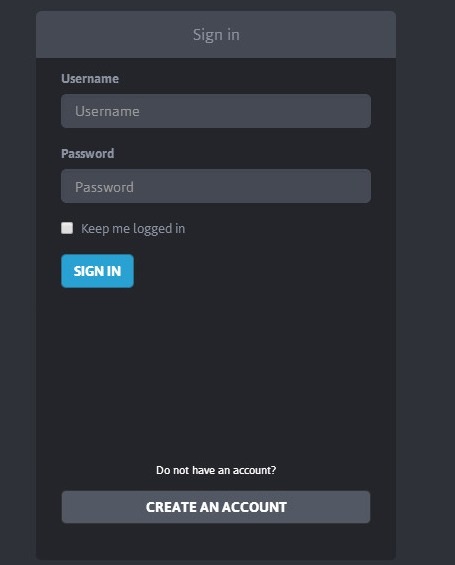 Sign in
Username
Username
Password
Password
Keep me logged in
SIGN IN
Do not have an account?
CREATE AN ACCOUNT